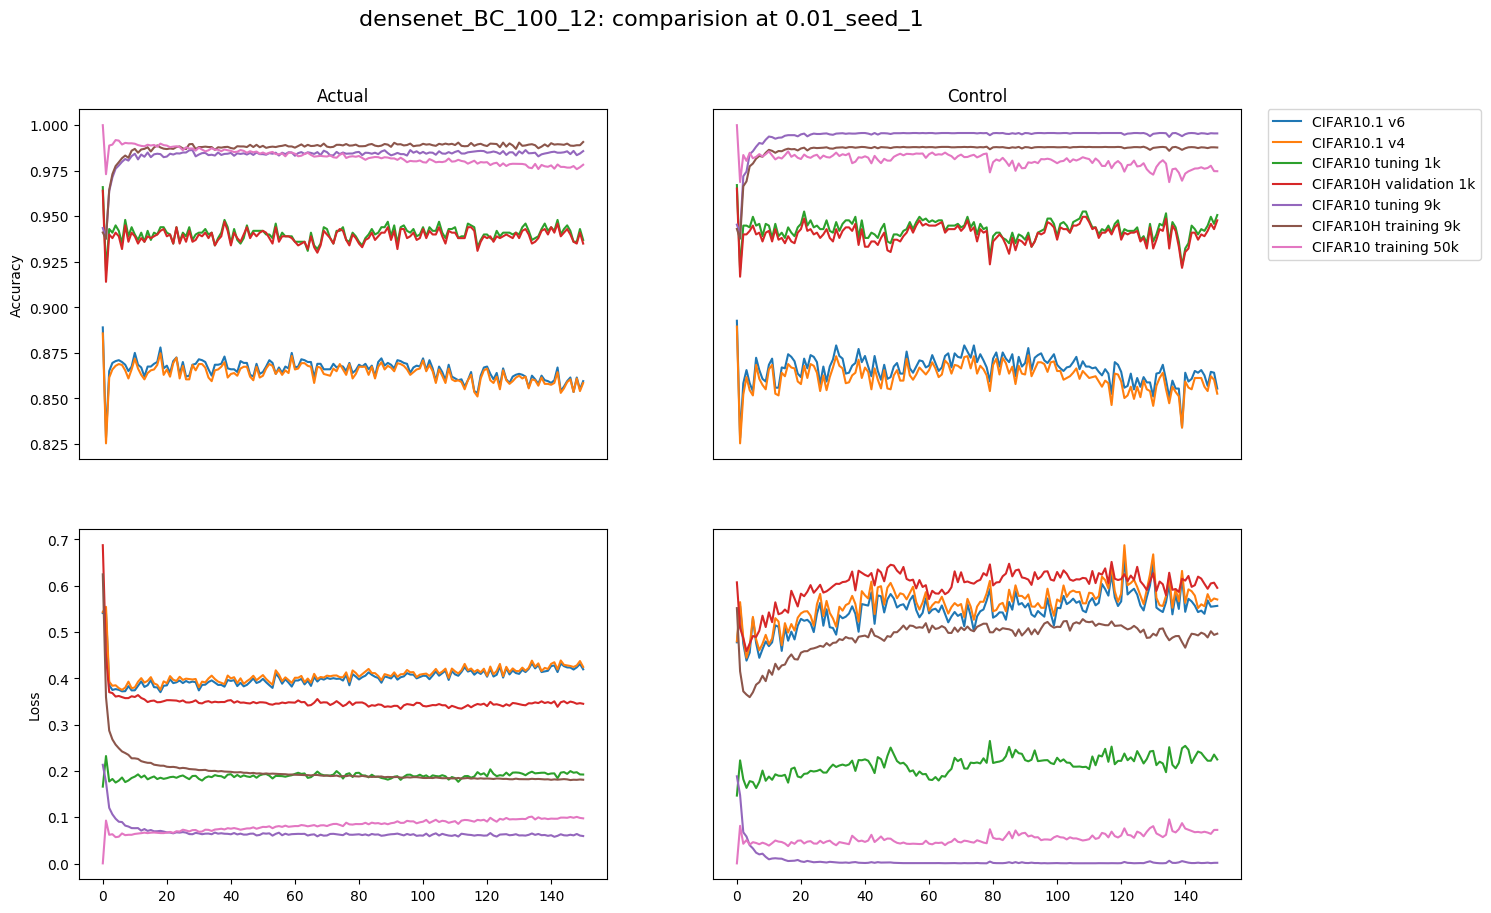 densenet_BC_100_12: comparision at 0.01_seed_1
Actual
Control
Accuracy
1.000
0.975
0.950
0.925
0.900
0.875
0.850
0.825
CIFAR10.1 v6
CIFAR10.1 v4
CIFAR10 tuning 1k
CIFAR10H validation 1k
CIFAR10 tuning 9k
CIFAR10H training 9k
CIFAR10 training 50k
Loss
0.7
0.6
0.5
0.4
0.3
0.2
0.1
0.0
0 20 40 60 80 100 120 140
0 20 40 60 80 100 120 140